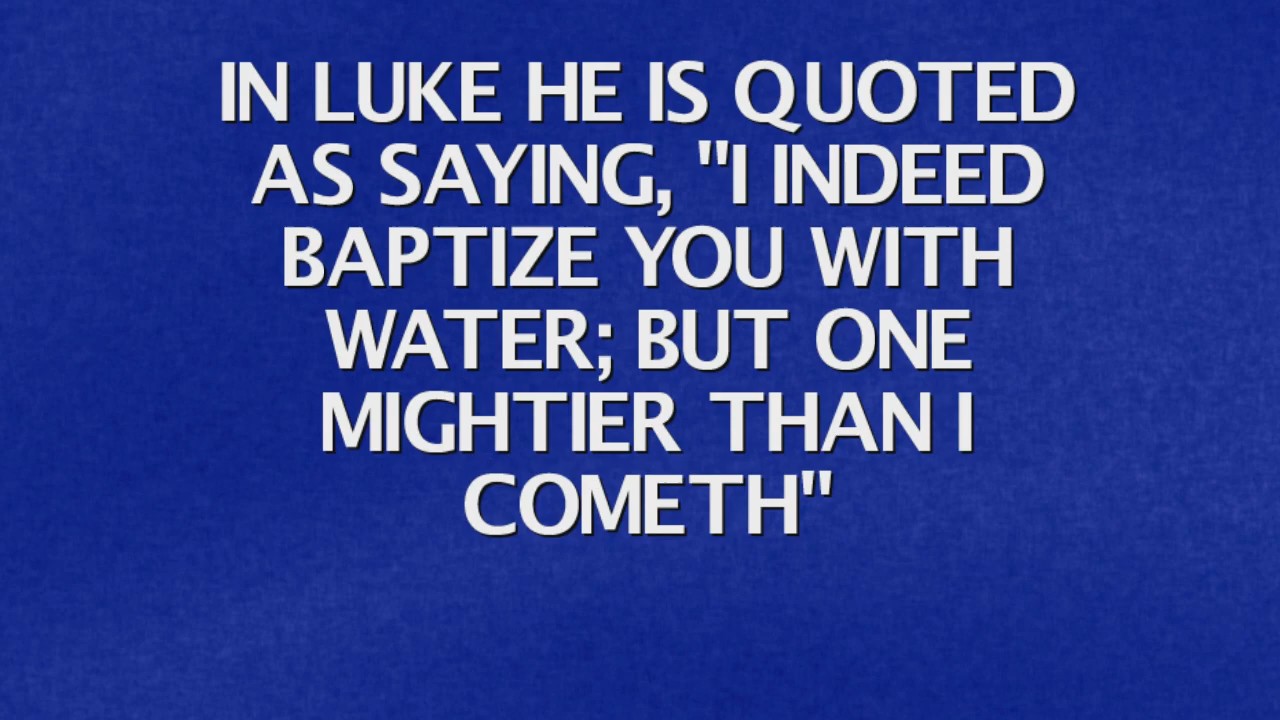 IN LUKE HE IS QUOTED
AS SAYING, "I INDEED
BAPTIZE YOU WITH
WATER; BUT ONE
MIGHTIER THAN I
COMETH"